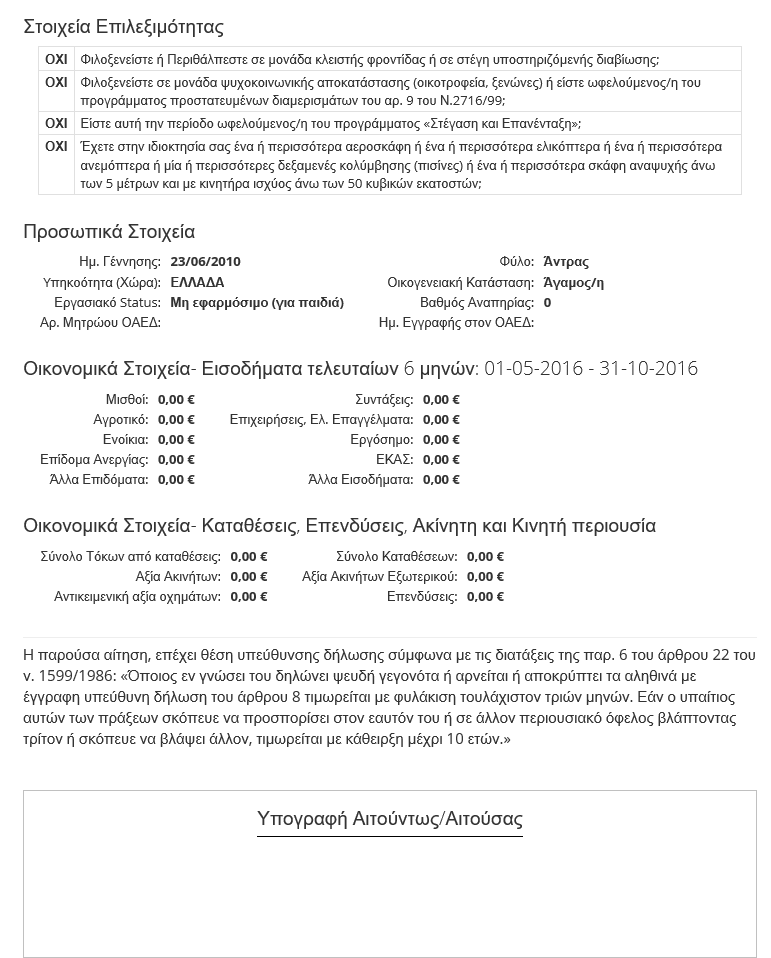 Στοιχεία Επιλεξιμότητας
ΟΧΙ Φιλοξενείστε ή Περιθάλπεστε σε μονάδα κλειστής φροντίδας ή σε στέγη υποστηριζόμενής διαβίωσης;
ΟΧΙ Φιλοξενείστε σε μονάδα ψυχοκοινωνικής αποκατάστασης (οικοτροφεία, ξενώνες) ή είστε ωφελούμενος/η του
προγράμματος προστατευμένων διαμερισμάτων του αρ. 9 του Ν.2716/99;
ΟΧΙ Είστε αυτή την περίοδο ωφελούμενος/η του προγράμματος «Στέγαση και Επανένταξη»;
ΟΧΙ Έχετε στην ιδιοκτησία σας ένα ή περισσότερα αεροσκάφη ή ένα ή περισσότερα ελικόπτερα ή ένα ή περισσότερα
ανεμόπτερα ή μία ή περισσότερες δεξαμενές κολύμβησης (πισίνες) ή ένα ή περισσότερα σκάφη αναψυχής άνω
των 5 μέτρων και με κινητήρα ισχύος άνω των 50 κυβικών εκατοστών;
Προσωπικά Στοιχεία
Ημ. Γέννησης: 23/06/2010 Φύλο: Άντρας
Υπηκοότητα (Χώρα): ΕΛΛΑΔΑ Οικογενειακή Κατάσταση: Άγαμος/η
Εργασιακό Status: Μη εφαρμόσιμο (για παιδιά) Βαθμός Αναπηρίας: 0
Αρ. Μητρώου ΟΑΕΔ: Ημ. Εγγραφής στον ΟΑΕΔ:
Οικονομικά Στοιχεία- Εισοδήματα τελευταίων 6 μηνών: 01-05-2016 - 31-10-2016
Μισθοί: 0,00 € Συντάξεις: 0,00 €
Αγροτικό: 0,00 € Επιχειρήσεις, Ελ. Επαγγέλματα: 0,00 €
Ενοίκια: 0,00 € Εργόσημο: 0,00 €
Επίδομα Ανεργίας: 0,00 € ΕΚΑΣ: 0,00 €
Άλλα Επιδόματα: 0,00 € Άλλα Εισοδήματα: 0,00 €
Οικονομικά Στοιχεία- Καταθέσεις, Επενδύσεις, Ακίνητη και Κινητή περιουσία
Σύνολο Τόκων από καταθέσεις: 0,00 € Σύνολο Καταθέσεων: 0,00 €
Αξία Ακινήτων: 0,00 € Αξία Ακινήτων Εξωτερικού: 0,00 €
Αντικειμενική αξία οχημάτων: 0,00 € Επενδύσεις: 0,00 €
Η παρούσα αίτηση, επέχει θέση υπεύθυνσης δήλωσης σύμφωνα με τις διατάξεις της παρ. 6 του άρθρου 22 του
ν. 1599/1986: «Όποιος εν γνώσει του δηλώνει ψευδή γεγονότα ή αρνείται ή αποκρύπτει τα αληθινά με
έγγραφη υπεύθυνη δήλωση του άρθρου 8 τιμωρείται με φυλάκιση τουλάχιστον τριών μηνών. Εάν ο υπαίτιος
αυτών των πράξεων σκόπευε να προσπορίσει στον εαυτόν του ή σε άλλον περιουσιακό όφελος βλάπτοντας
τρίτον ή σκόπευε να βλάψει άλλον, τιμωρείται με κάθειρξη μέχρι 10 ετών.»
Υπογραφή Αιτούντως/Αιτούσας